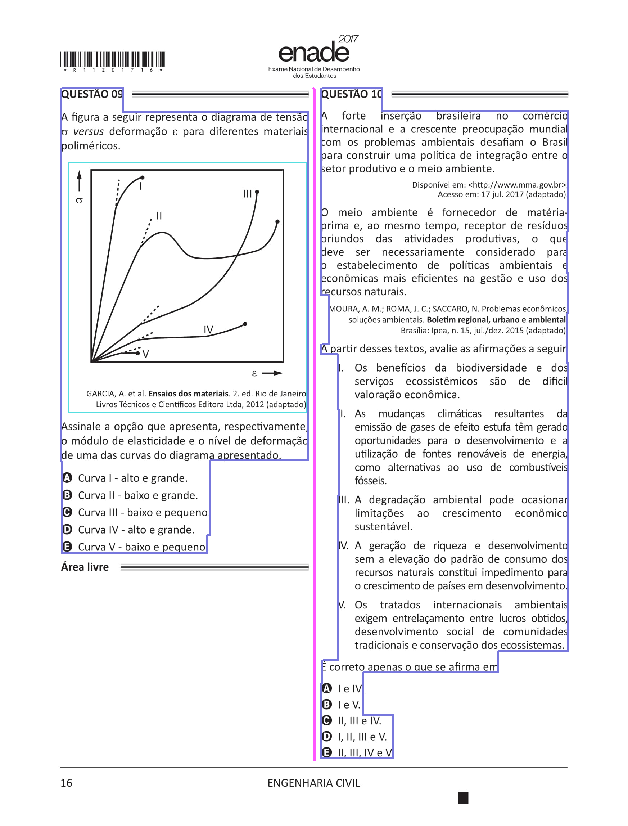 *R11201716*
enade
2017
Exame Nacional de Desempenho
dos Estudantes
QUESTÃO 09
A figura a seguir representa o diagrama de tensão
σ versus deformação ε para diferentes materiais
poliméricos.
σ
I
II
III
IV
V
ε
GARCIA, A. et al. Ensaios dos materiais. 2. ed. Rio de Janeiro
Livros Técnicos e Científicos Editora Ltda, 2012 (adaptado)
Assinale a opção que apresenta, respectivamente,
o módulo de elasticidade e o nível de deformação
de uma das curvas do diagrama apresentado.
A Curva I - alto e grande.
B Curva II - baixo e grande.
C Curva III - baixo e pequeno
D Curva IV - alto e grande.
E Curva V - baixo e pequeno
Área livre
QUESTÃO 10
A forte inserção brasileira no comércio
internacional e a crescente preocupação mundial
com os problemas ambientais desafiam o Brasil
para construir uma política de integração entre o
setor produtivo e o meio ambiente.
Disponível em: <http://www.mma.gov.br>
Acesso em: 17 jul. 2017 (adaptado)
O meio ambiente é fornecedor de matéria-
prima e, ao mesmo tempo, receptor de resíduos
oriundos das atividades produtivas, o que
deve ser necessariamente considerado para
o estabelecimento de políticas ambientais e
econômicas mais eficientes na gestão e uso dos
recursos naturais.
MOURA, A. M.; ROMA, J. C.; SACCARO, N. Problemas econômicos,
soluções ambientais. Boletim regional, urbano e ambiental
Brasília: Ipea, n. 15, jul./dez. 2015 (adaptado)
A partir desses textos, avalie as afirmações a seguir
I. Os benefícios da biodiversidade e dos
serviços ecossistêmicos são de difícil
valoração econômica.
II. As mudanças climáticas resultantes da
emissão de gases de efeito estufa têm gerado
oportunidades para o desenvolvimento e a
utilização de fontes renováveis de energia,
como alternativas ao uso de combustíveis
fósseis.
III. A degradação ambiental pode ocasionar
limitações ao crescimento econômico
sustentável.
IV. A geração de riqueza e desenvolvimento
sem a elevação do padrão de consumo dos
recursos naturais constitui impedimento para
o crescimento de países em desenvolvimento.
V. Os tratados internacionais ambientais
exigem entrelaçamento entre lucros obtidos,
desenvolvimento social de comunidades
tradicionais e conservação dos ecossistemas.
É correto apenas o que se afirma em
A I e IV
B I e V.
C II, III e IV.
D I, II, III e V.
E II, III, IV e V
16
ENGENHARIA CIVIL